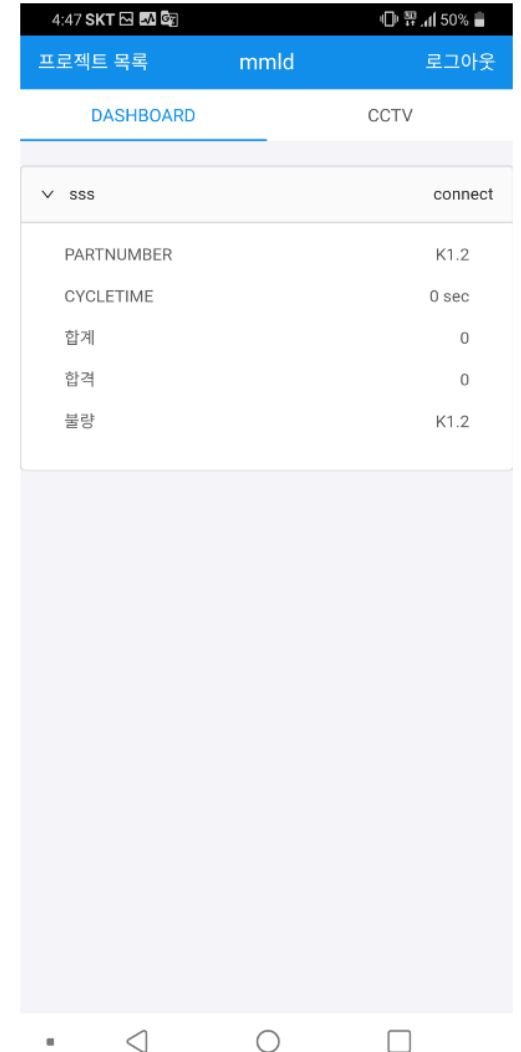 4:47 SKT 50%
프로젝트 목록 mmld 로그아웃
DASHBOARD CCTV
sss connect
PARTNUMBER K1.2
CYCLETIME 0 sec
합계 0
합격 0
불량 K1.2